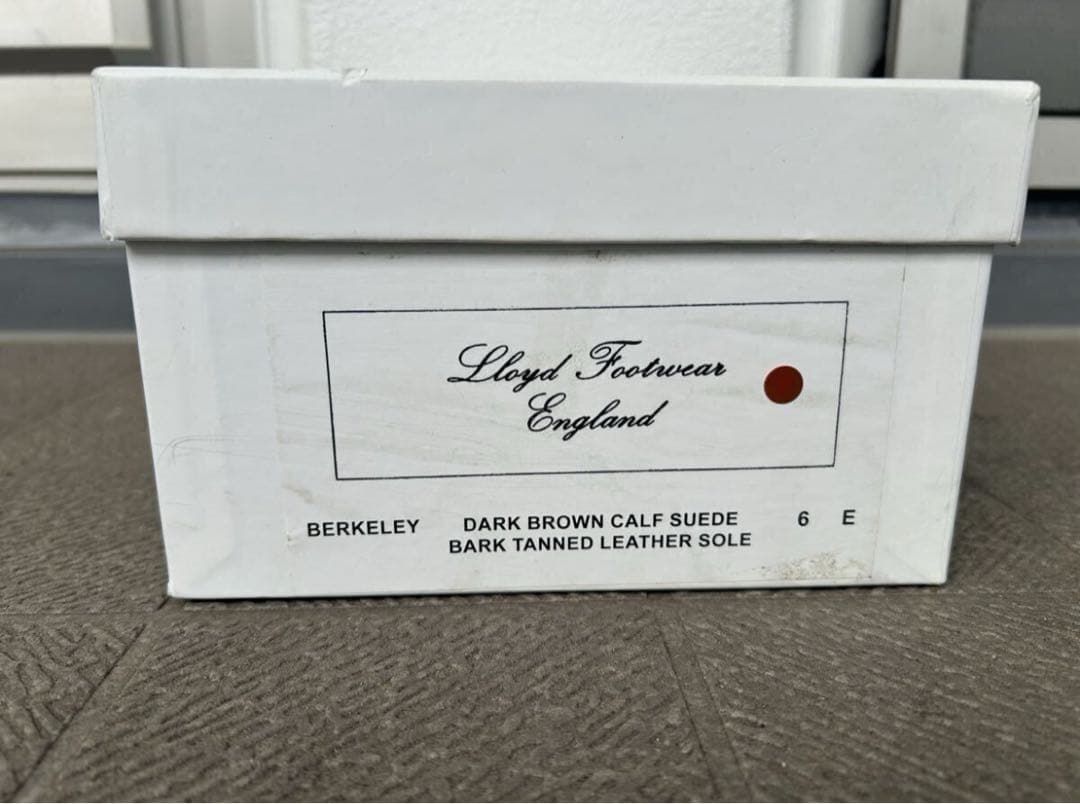 Lloyd Footwear
England
BERKELEY DARK BROWN CALF SUEDE 6 E
BARK TANNED LEATHER SOLE